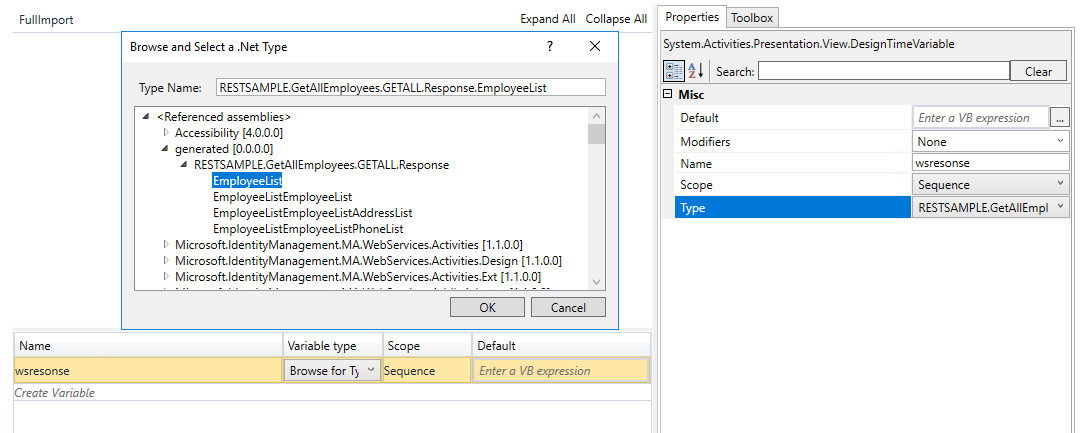 FullImport
Expand All Collapse All
Browse and Select a .Net Type ? ✕
Type Name: RESTSAMPLE.GetAllEmployees.GETALL.Response.EmployeeList
<Referenced assemblies>
Accessibility [4.0.0.0]
generated [0.0.0.0]
RESTSAMPLE.GetAllEmployees.GETALL.Response
EmployeeList
EmployeeListEmployeeList
EmployeeListEmployeeListAddressList
EmployeeListEmployeeListPhoneList
Microsoft.IdentityManagement.MA.WebServices.Activities [1.1.0.0]
Microsoft.IdentityManagement.MA.WebServices.Activities.Design [1.1.0.0]
Microsoft.IdentityManagement.MA.WebServices.Activities.Ext [1.1.0.0]
OK Cancel
Name Variable type Scope Default
wsresonse Browse for Ty Sequence Enter a VB expression
Create Variable
Properties Toolbox
System.Activities.Presentation.View.DesignTimeVariable
Search: Clear
Misc
Default Enter a VB expression ...
Modifiers None
Name wsresonse
Scope Sequence
Type RESTSAMPLE.GetAllEmpl